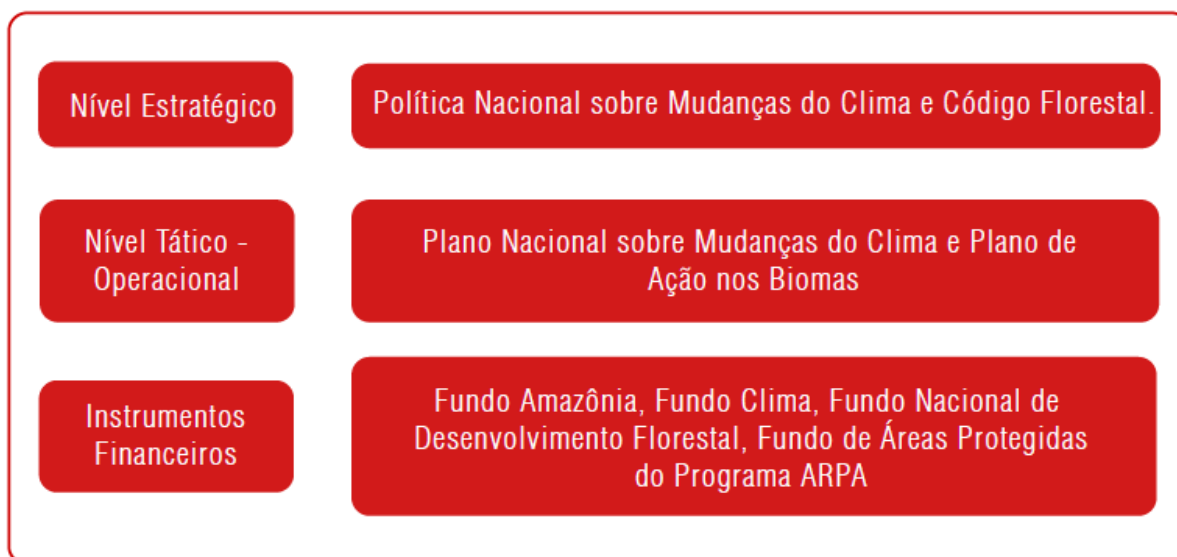 Nível Estratégico
Política Nacional sobre Mudanças do Clima e Código Florestal.
Nível Tático -
Operacional
Plano Nacional sobre Mudanças do Clima e Plano de
Ação nos Biomas
Instrumentos
Financeiros
Fundo Amazônia, Fundo Clima, Fundo Nacional de
Desenvolvimento Florestal, Fundo de Áreas Protegidas
do Programa ARPA